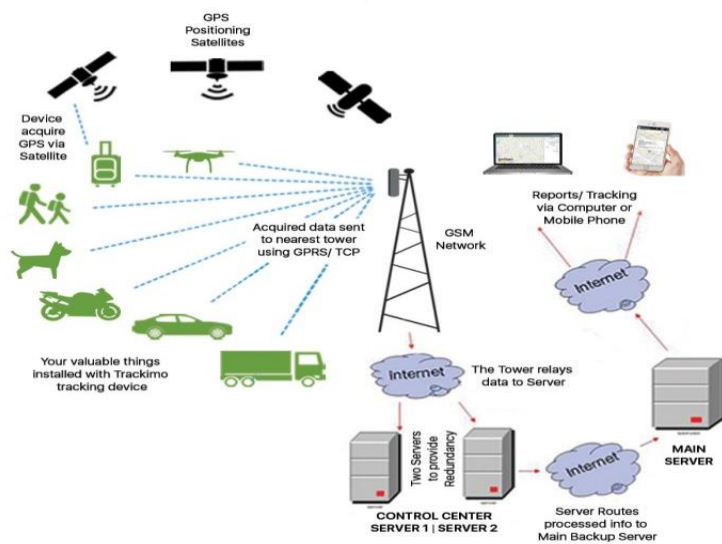 GPS
Positioning
Satellites
Device
acquire
GPS via
Satellite
Acquired data sent
to nearest tower
using GPRS/ TCP
GSM
Network
Reports/ Tracking
via Computer or
Mobile Phone
Internet
Your valuable things
installed with Trackimo
tracking device
Internet
The Tower relays
data to Server
Two Servers
to provide
Redundancy
CONTROL CENTER
SERVER 1 | SERVER 2
Internet
Server Routes
processed info to
Main Backup Server
MAIN
SERVER